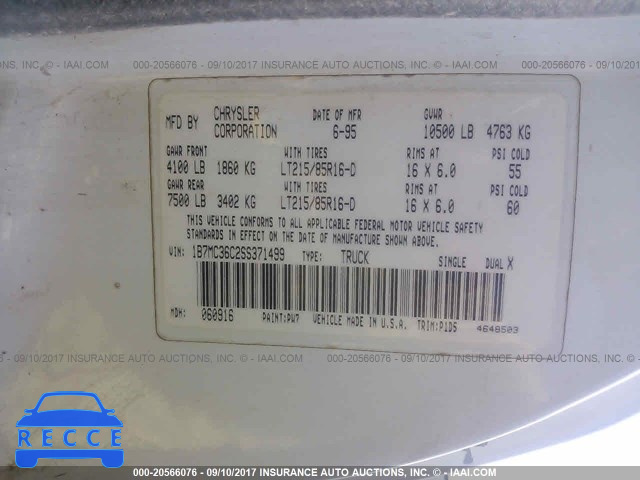 000-20566076 - 09/10/2017 INSURANCE AUTO AUCTIONS, INC. - © IAAI.COM
MFD BY CHRYSLER CORPORATION DATE OF MFR 6-95 GVWR 10500 LB 4763 KG
GAWR FRONT WITH TIRES RIMS AT PSI COLD
4100 LB 1860 KG LT215/85R16-D 16 X 6.0 55
GAWR REAR WITH TIRES RIMS AT PSI COLD
7500 LB 3402 KG LT215/85R16-D 16 X 6.0 60
THIS VEHICLE CONFORMS TO ALL APPLICABLE FEDERAL MOTOR VEHICLE SAFETY
STANDARDS IN EFFECT ON THE DATE OF MANUFACTURE SHOWN ABOVE.
VIN: 1B7MC36C2SS371499 TYPE: TRUCK SINGLE DUAL X
MDH: 060916 PAINT:PW7 VEHICLE MADE IN U.S.A. TRIM:P1D5 4648503
000-20566076 - 09/10/2017 INSURANCE AUTO AUCTIONS, INC. - © IAAI.COM
RECCE
000-20566076 - 09/10/2017 INSURANCE AUTO AUCTIONS, INC. - © IAAI.COM